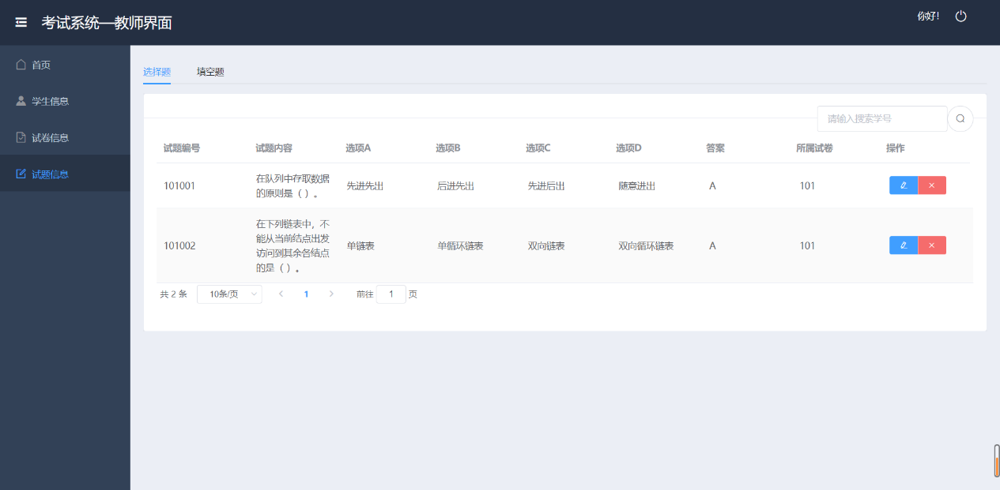 考试系统—教师界面
你好!
首页
学生信息
试卷信息
试题信息
选择题 填空题
请输入搜索学号
试题编号 试题内容 选项A 选项B 选项C 选项D 答案 所属试卷 操作
101001 在队列中存取数据 先进先出 后进先出 先进后出 随意进出 A 101
的原则是（ ）。
在下列链表中，不
能从当前结点出发
101002 访问到其余各结点 单链表 单循环链表 双向链表 双向循环链表 A 101
的是（ ）。
共 2 条 10条/页 1 前往 1 页